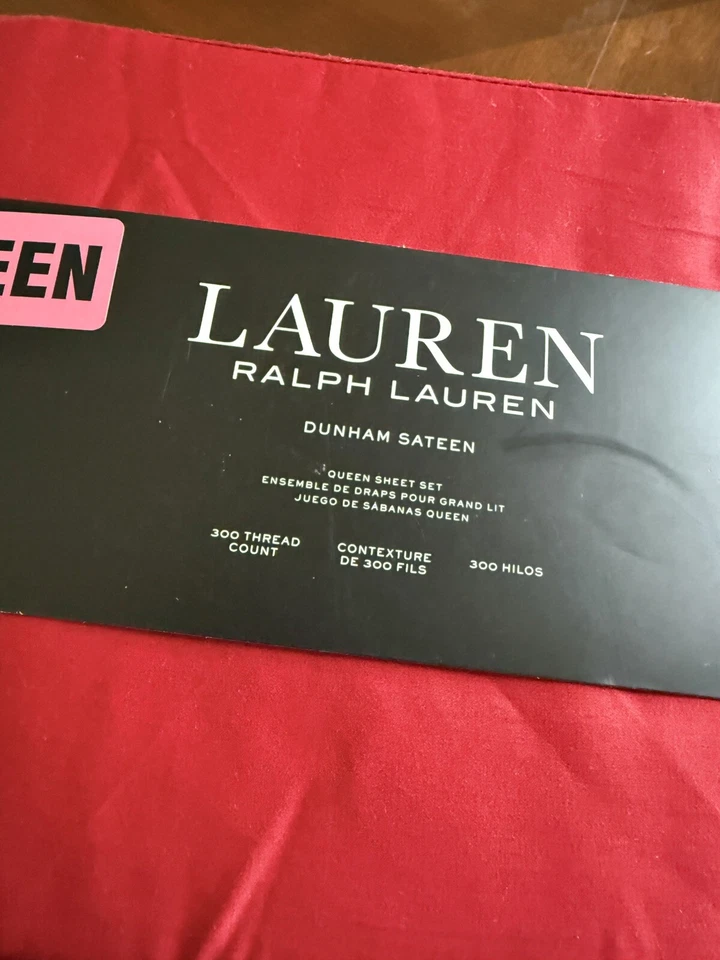 EEN
LAUREN
RALPH LAUREN
DUNHAM SATEEN
QUEEN SHEET SET
ENSEMBLE DE DRAPS POUR GRAND LIT
JUEGO DE SÁBANAS QUEEN
300 THREAD
COUNT
CONTEXTURE
DE 300 FILS
300 HILOS